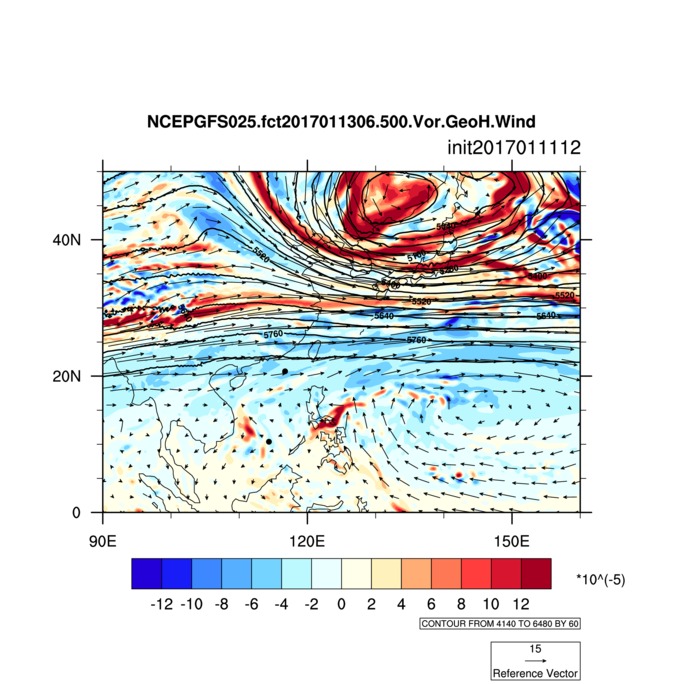 NCEPGFS025.fct2017011306.500.Vor.GeoH.Wind
init2017011112
40N
20N
0
5520
5640
5760
5760
5640
5520
90E
120E
150E
-12 -10 -8 -6 -4 -2 0 2 4 6 8 10 12
*10^(-5)
CONTOUR FROM 4140 TO 6480 BY 60
15
Reference Vector